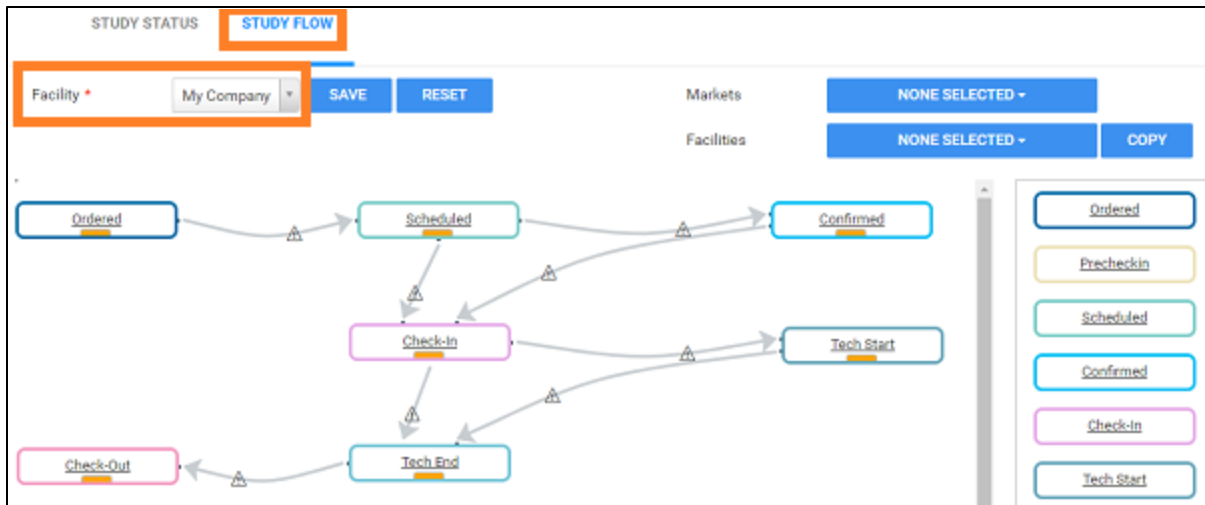 STUDY STATUS STUDY FLOW
Facility * My Company SAVE RESET Markets NONE SELECTED
Facilities NONE SELECTED COPY
Ordered Scheduled Confirmed
Check-In Tech Start
Check-Out Tech End
Ordered
Precheckin
Scheduled
Confirmed
Check-In
Tech Start